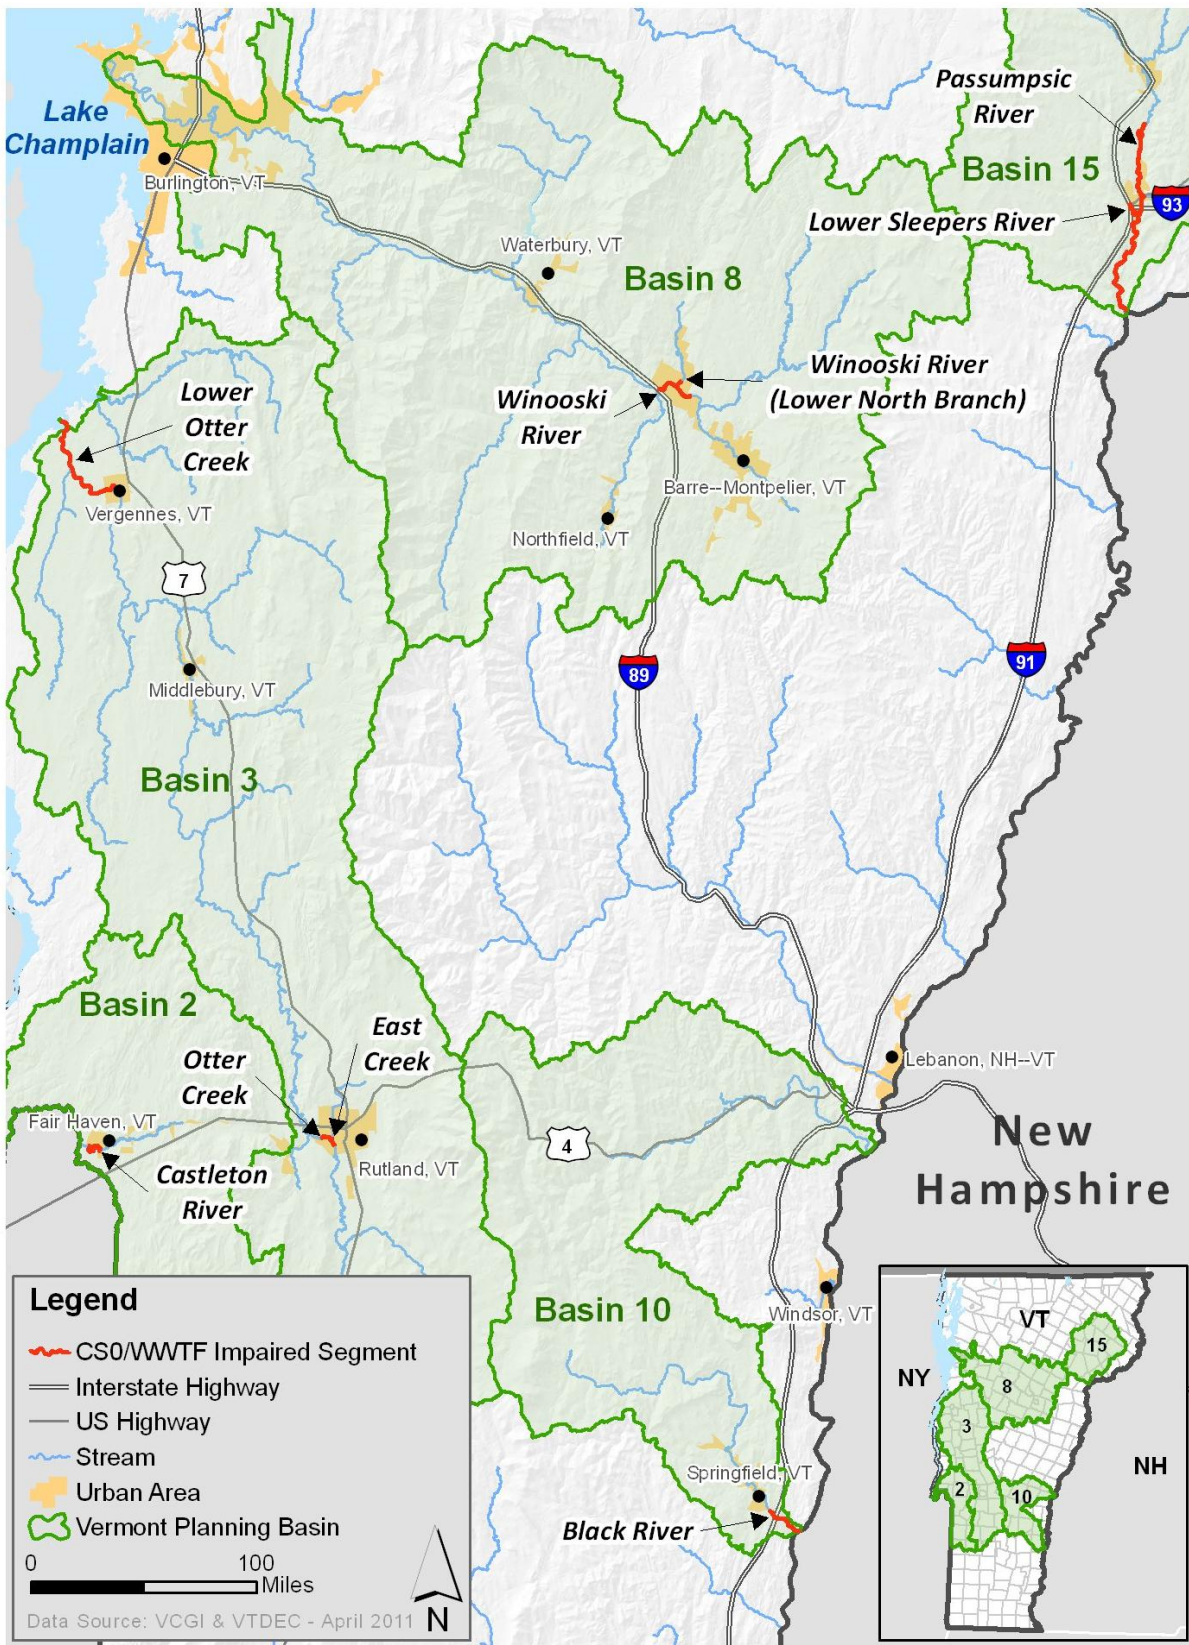 Passumpsic
River
Lake
Champlain
Basin 15
Burlington, VT
93
Lower Sleepers River
Waterbury, VT
Basin 8
Winooski River
(Lower North Branch)
Lower
Otter
Creek
Winooski
River
Barre--Montpelier, VT
Vergennes, VT
Northfield, VT
7
89
91
Middlebury, VT
Basin 3
Basin 2
East
Creek
Otter
Creek
Lebanon, NH--VT
Fair Haven, VT
New
Hampshire
4
Castleton
River
Rutland, VT
Basin 10
Windsor, VT
Springfield, VT
Black River
Legend
CS0/WWTF Impaired Segment
Interstate Highway
US Highway
Stream
Urban Area
Vermont Planning Basin
0 100
Miles
N
Data Source: VCGI & VTDEC - April 2011
VT
15
NY
8
3
NH
2
10